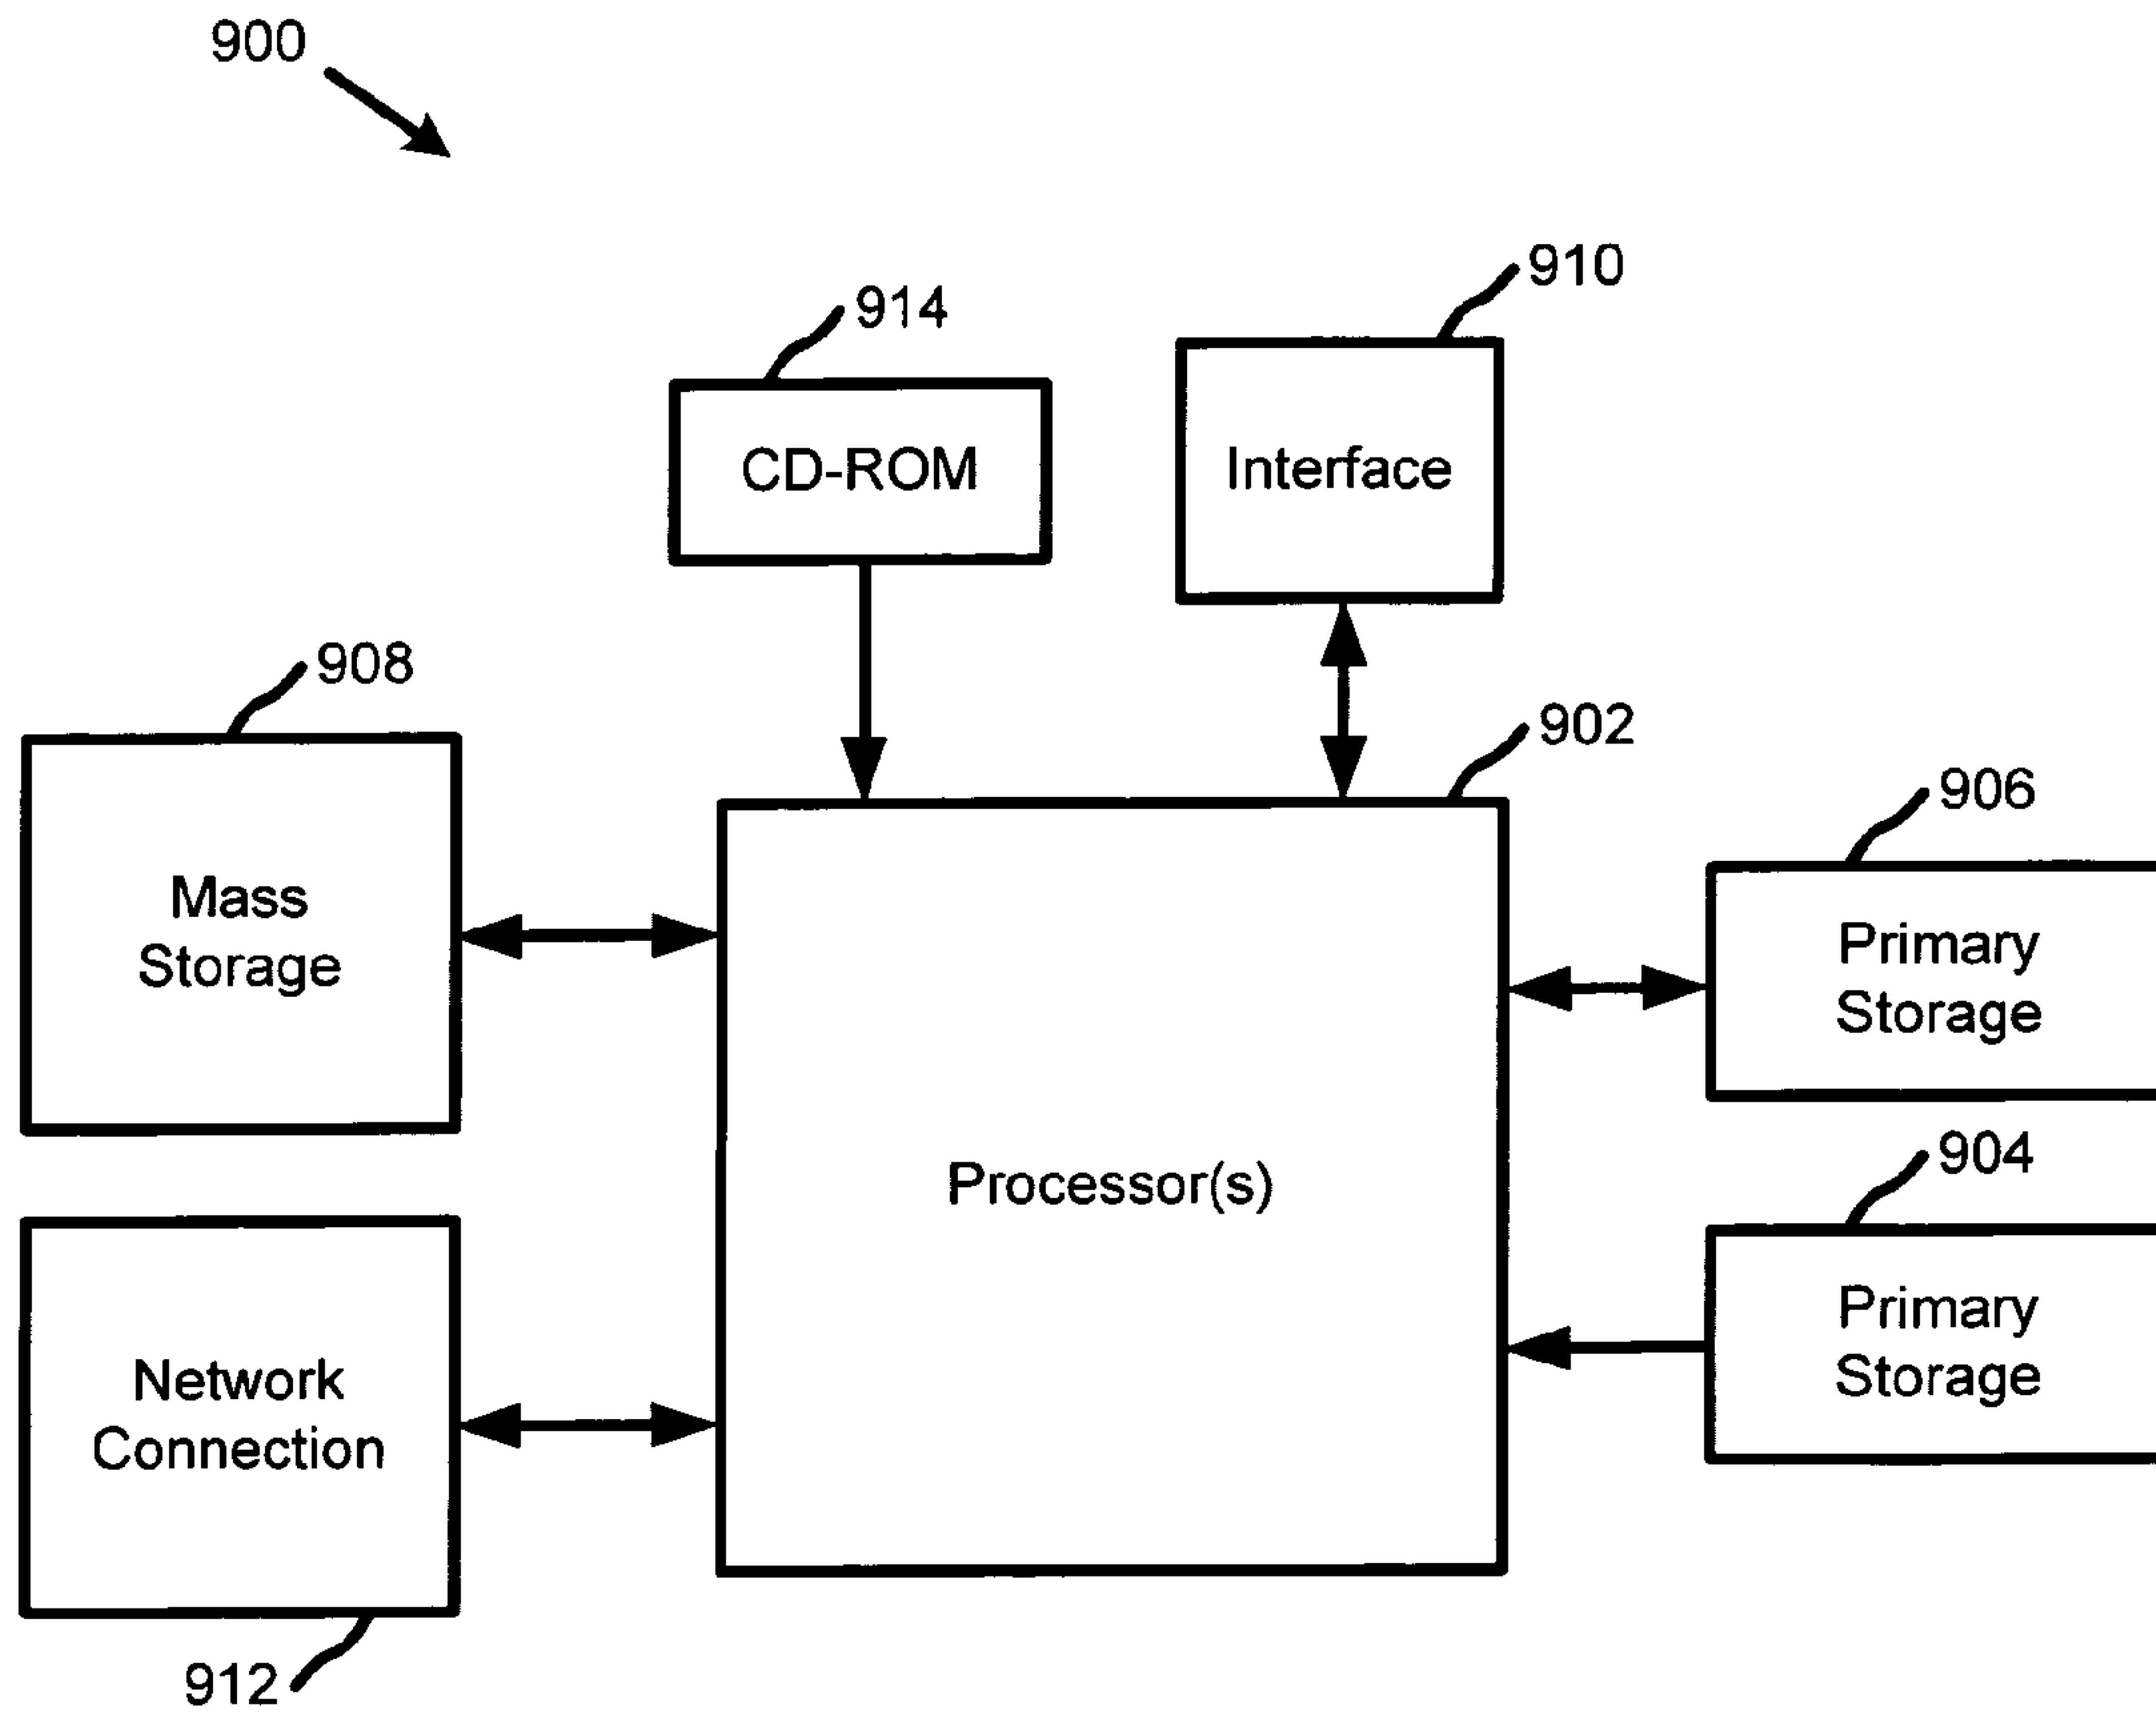 900
910
914
CD-ROM
Interface
908
902
906
Mass
Storage
Primary
Storage
904
Processor(s)
Primary
Storage
Network
Connection
912